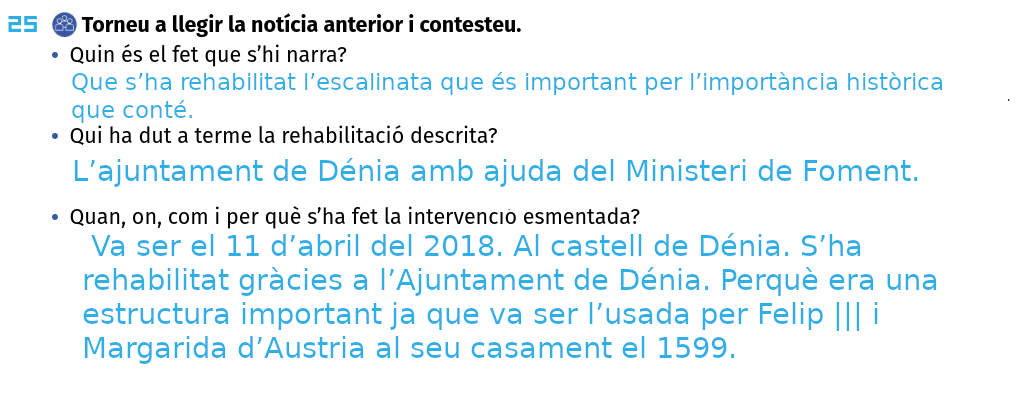 25 Torneu a llegir la notícia anterior i contesteu.
• Quin és el fet que s’hi narra?
Que s’ha rehabilitat l’escalinata que és important per l’importància històrica
que conté.
• Qui ha dut a terme la rehabilitació descrita?
L’ajuntament de Dénia amb ajuda del Ministeri de Foment.
• Quan, on, com i per què s’ha fet la intervenció esmentada?
Va ser el 11 d’abril del 2018. Al castell de Dénia. S’ha
rehabilitat gràcies a l’Ajuntament de Dénia. Perquè era una
estructura important ja que va ser l’usada per Felip ||| i
Margarida d’Austria al seu casament el 1599.